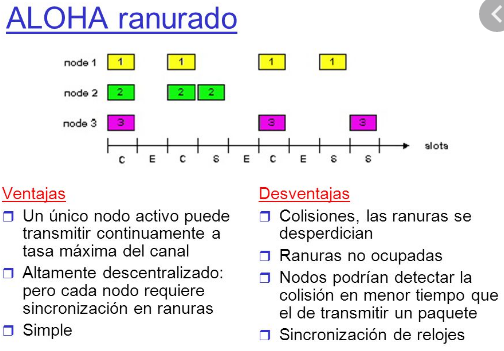 ALOHA ranurado
node 1 1 1 1 1
node 2 2 2 2
node 3 3 3 3
slots
C E C S E C E S S
Ventajas
Un único nodo activo puede
transmitir continuamente a
tasa máxima del canal
Altamente descentralizado:
pero cada nodo requiere
sincronización en ranuras
Simple
Desventajas
Colisiones, las ranuras se
desperdician
Ranuras no ocupadas
Nodos podrían detectar la
colisión en menor tiempo que
el de transmitir un paquete
Sincronización de relojes